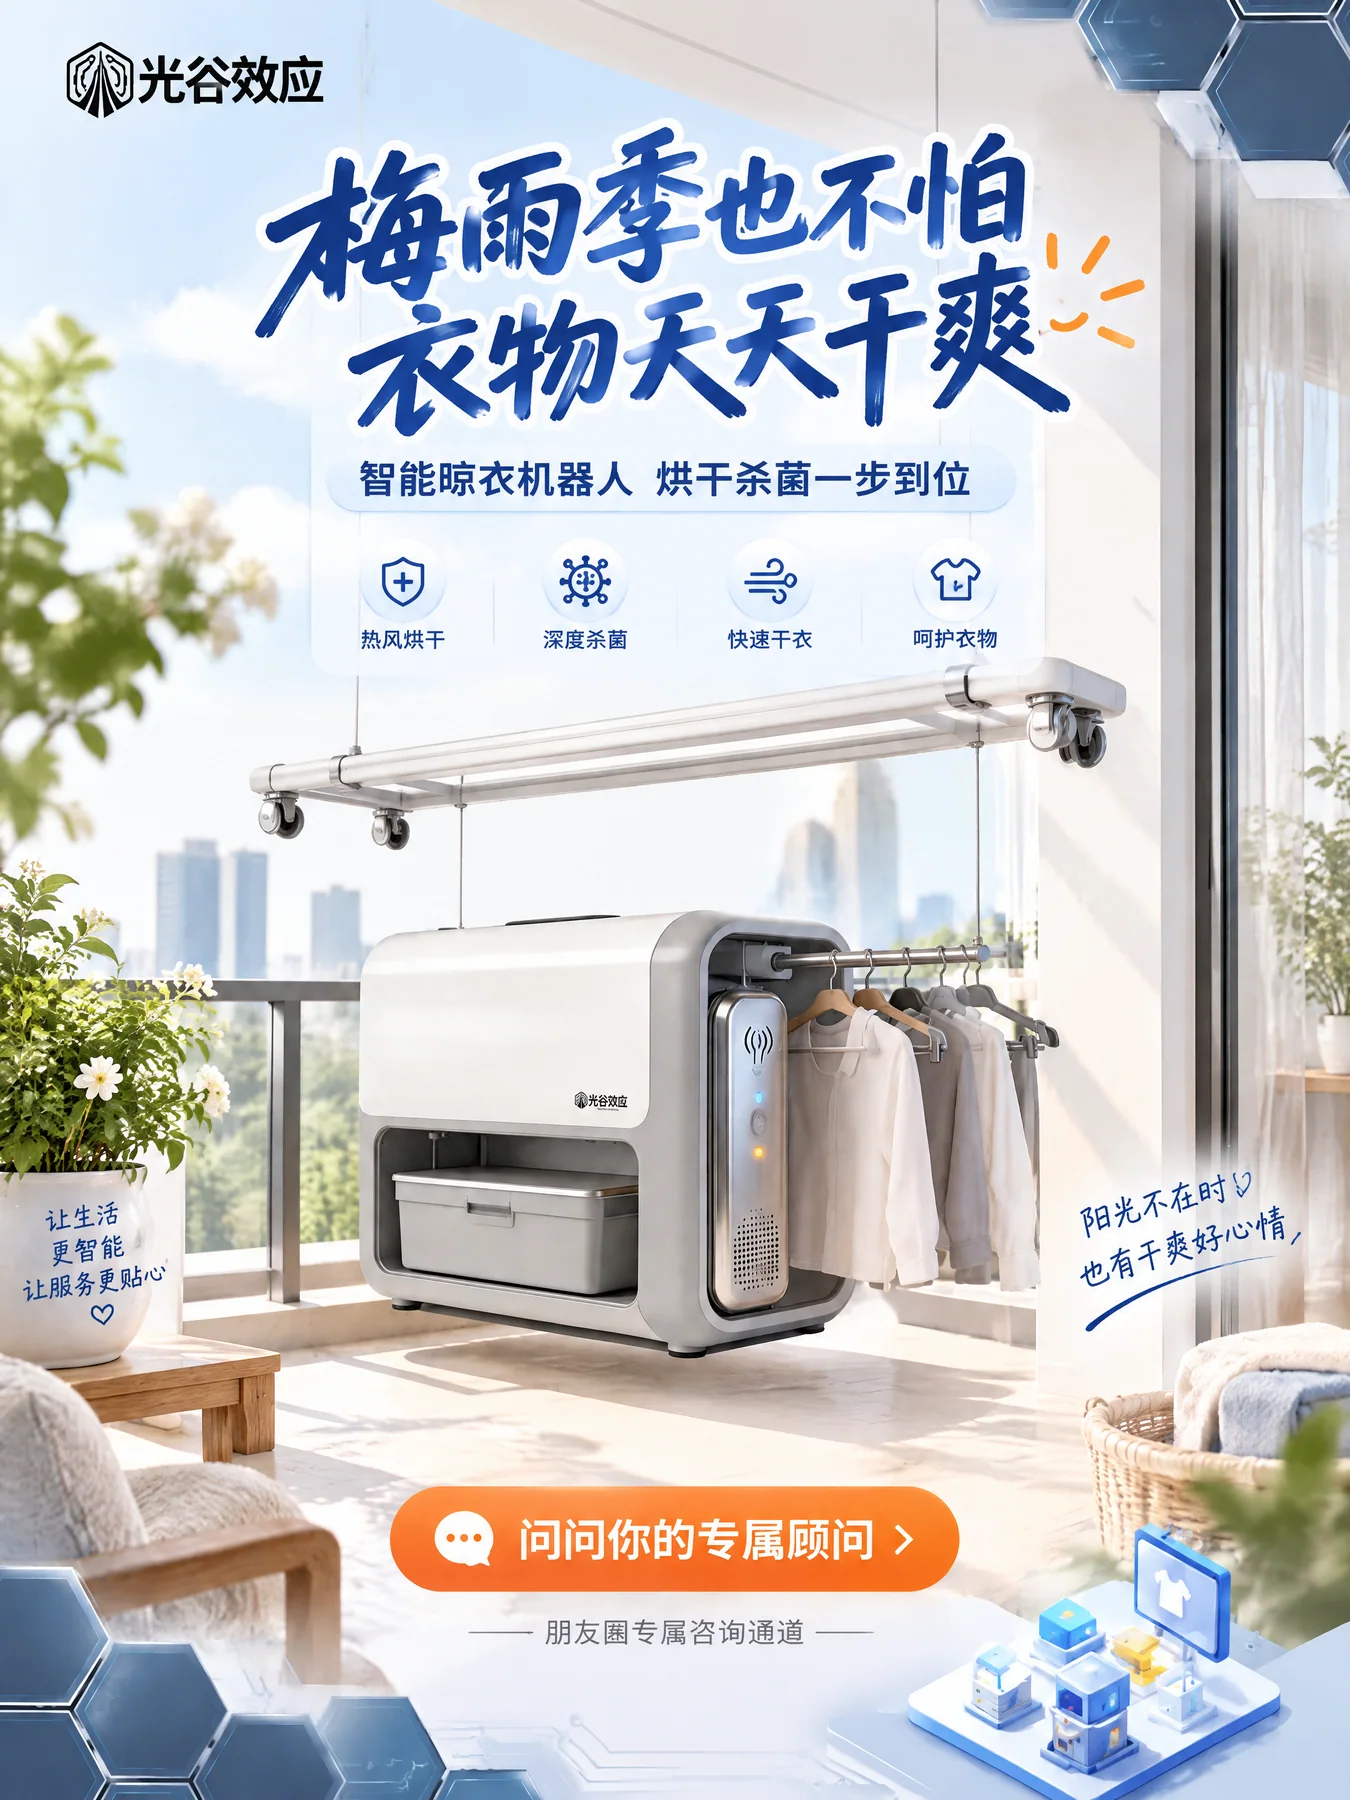 光谷效应
梅雨季也不怕
衣物天天干爽
智能晾衣机器人 烘干杀菌一步到位
热风烘干
深度杀菌
快速干衣
呵护衣物
光谷效应
让生活
更智能
让服务更贴心
阳光不在时
也有干爽好心情,
问问你的专属顾问
朋友圈专属咨询通道